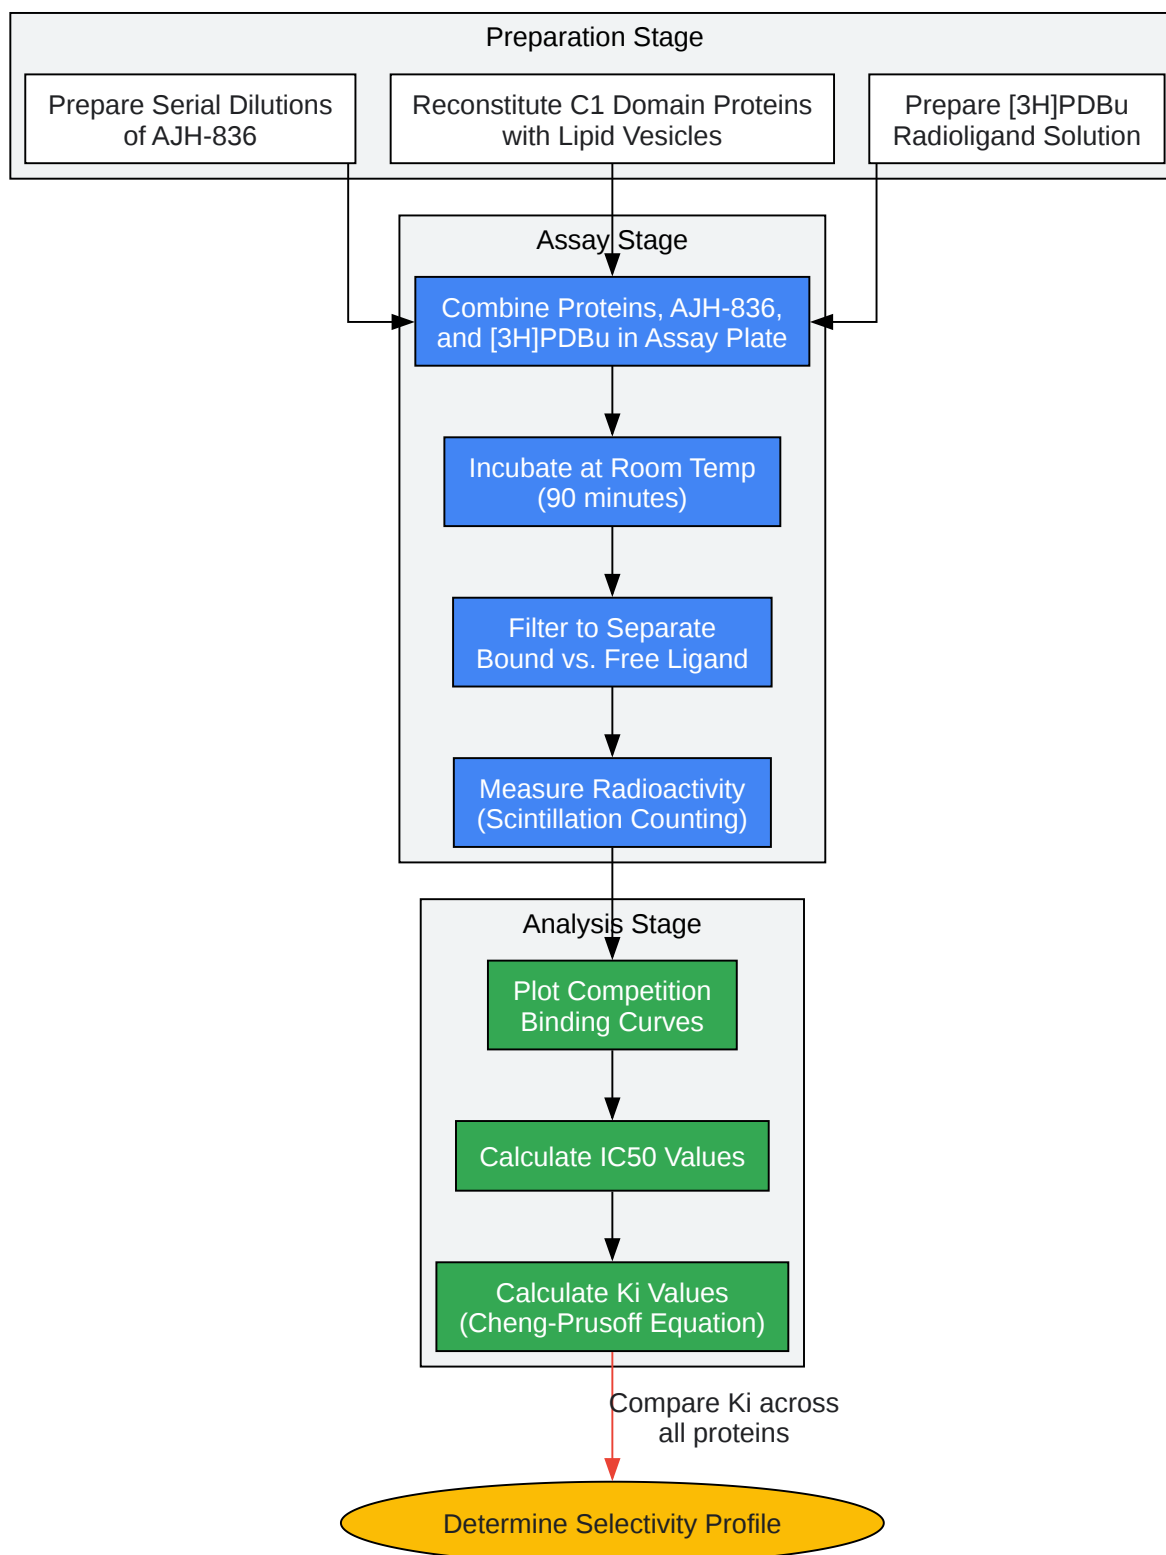 Preparation Stage
Prepare Serial Dilutions
of AJH-836
Reconstitute C1 Domain Proteins
with Lipid Vesicles
Prepare [3H]PDBu
Radioligand Solution
Assay Stage
Combine Proteins, AJH-836,
and [3H]PDBu in Assay Plate
Incubate at Room Temp
(90 minutes)
Filter to Separate
Bound vs. Free Ligand
Measure Radioactivity
(Scintillation Counting)
Analysis Stage
Plot Competition
Binding Curves
Calculate IC50 Values
Calculate Ki Values
(Cheng-Prusoff Equation)
Compare Ki across
all proteins
Determine Selectivity Profile